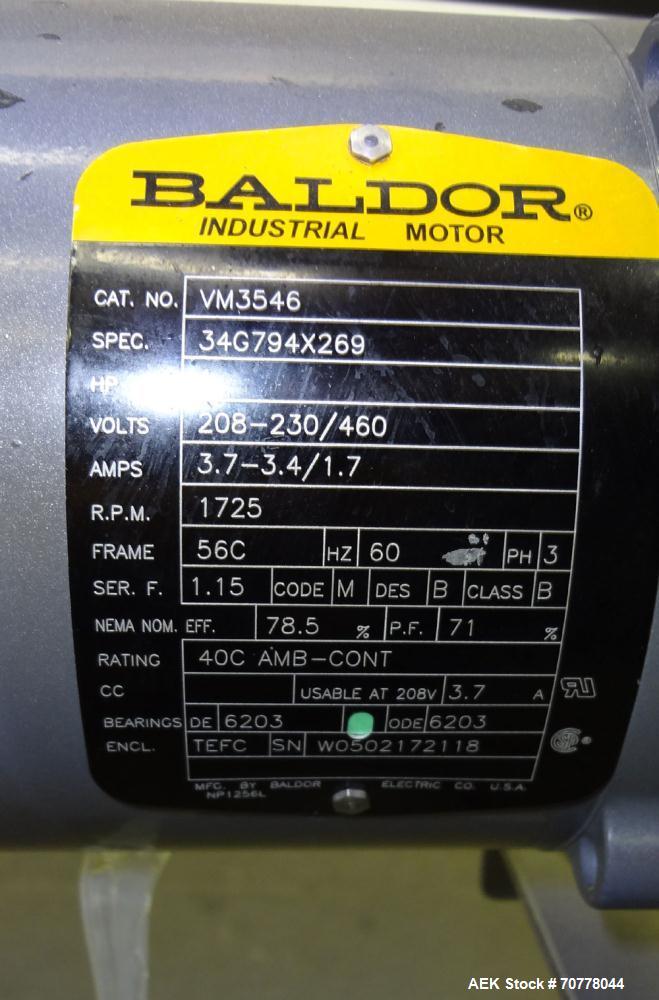 BALDOR®
INDUSTRIAL MOTOR
CAT. NO. VM3546
SPEC. 34G794X269
HP
VOLTS 208-230/460
AMPS 3.7-3.4/1.7
R.P.M. 1725
FRAME 56C HZ 60 PH 3
SER. F. 1.15 CODE M DES B CLASS B
NEMA NOM. EFF. 78.5 % P.F. 71 %
RATING 40C AMB-CONT
CC USABLE AT 208V 3.7 A
BEARINGS DE 6203 ODE 6203
ENCL. TEFC SN W0502172118
MFG. BY BALDOR ELECTRIC CO. U.S.A.
NP1256L
AEK Stock # 70778044